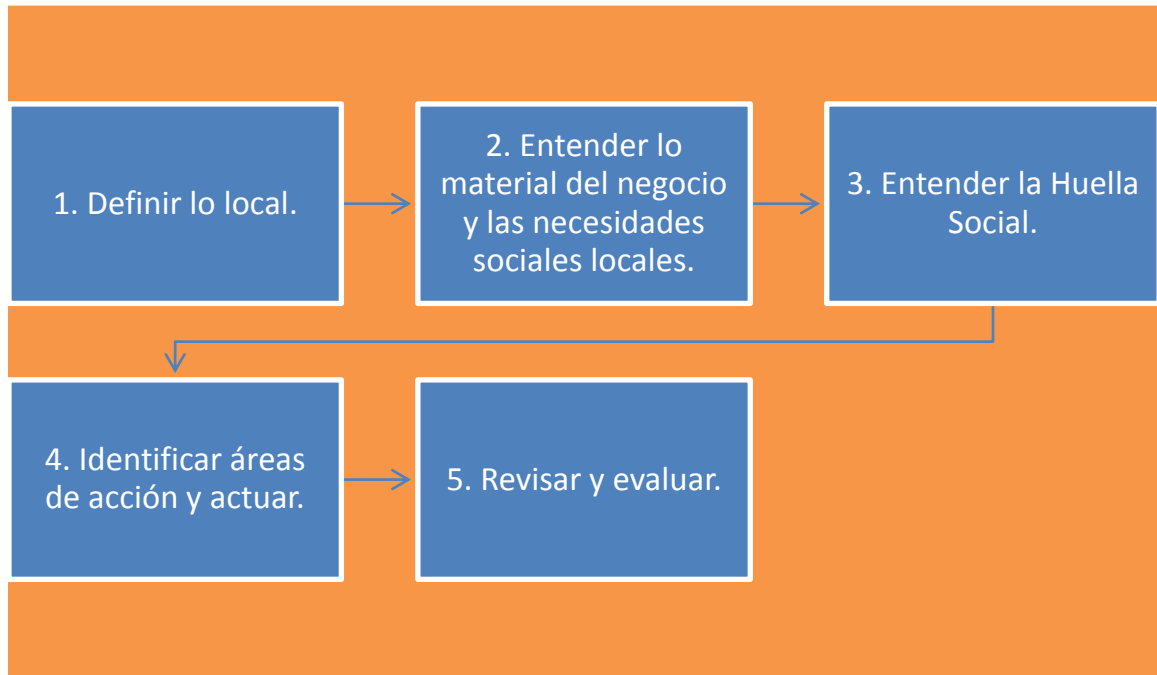 1. Definir lo local.
2. Entender lo
material del negocio
y las necesidades
sociales locales.
3. Entender la Huella
Social.
4. Identificar áreas
de acción y actuar.
5. Revisar y evaluar.